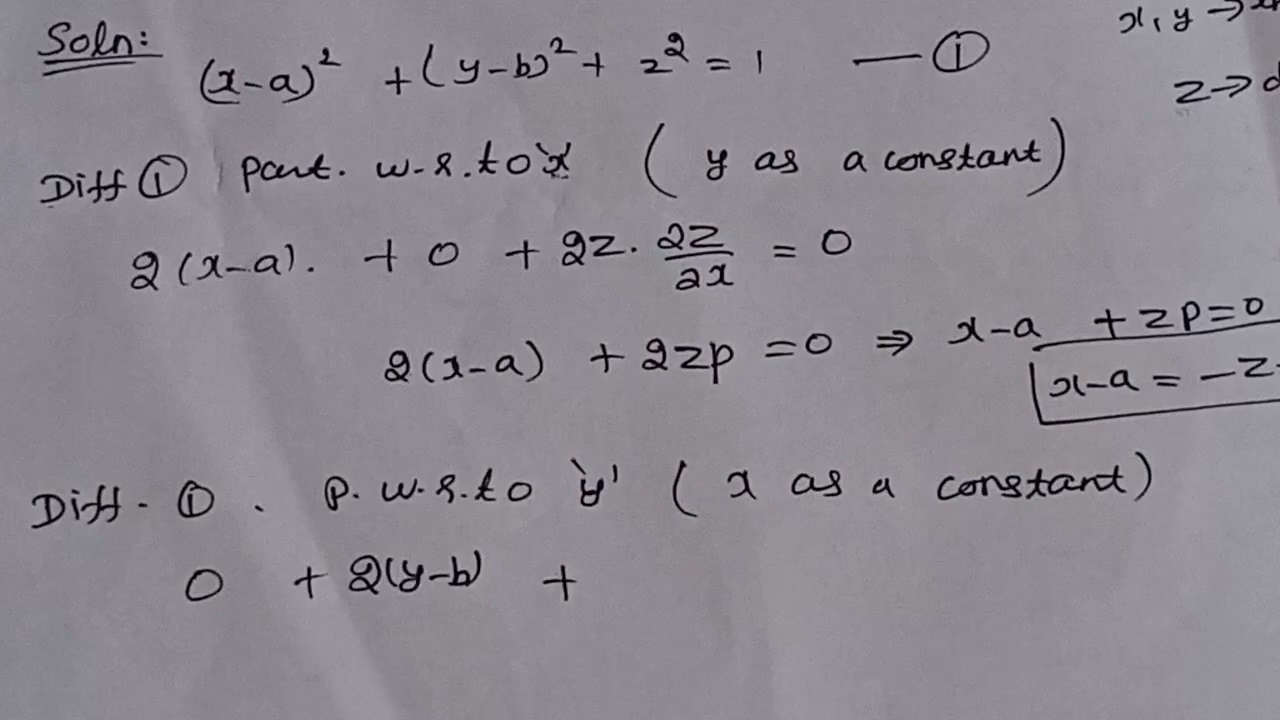 Soln:
(x-a)² + (y-b)² + z² = 1 — ①
x, y →
z →
Diff ① Part. w.r.to 'x' ( y as a constant)
2(x-a). + 0 + 2z. ∂z/∂x = 0
2(x-a) + 2zp = 0 ⇒ x-a + zp = 0
x-a = -z
Diff. ① . P. w.r.to 'y' ( x as a constant)
0 + 2(y-b) +